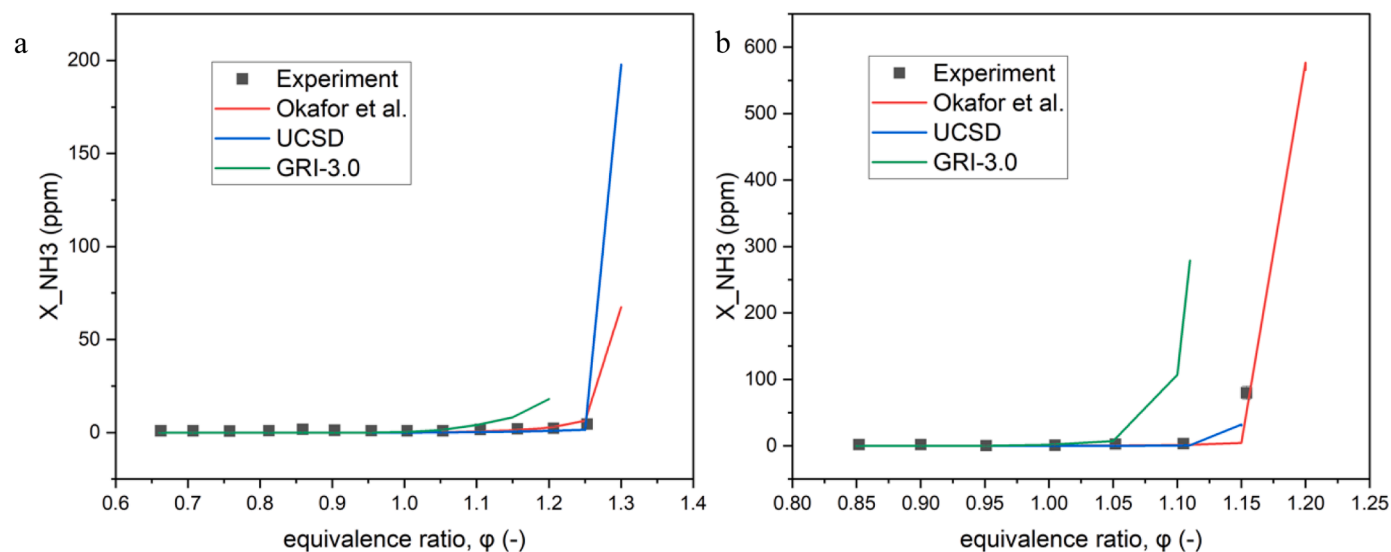 a
200
150
100
50
0
X_NH3 (ppm)
Experiment
Okafor et al.
UCSD
GRI-3.0
0.6 0.7 0.8 0.9 1.0 1.1 1.2 1.3 1.4
equivalence ratio, φ (-)
b
600
500
400
300
200
100
0
X_NH3 (ppm)
Experiment
Okafor et al.
UCSD
GRI-3.0
0.80 0.85 0.90 0.95 1.00 1.05 1.10 1.15 1.20 1.25
equivalence ratio, φ (-)